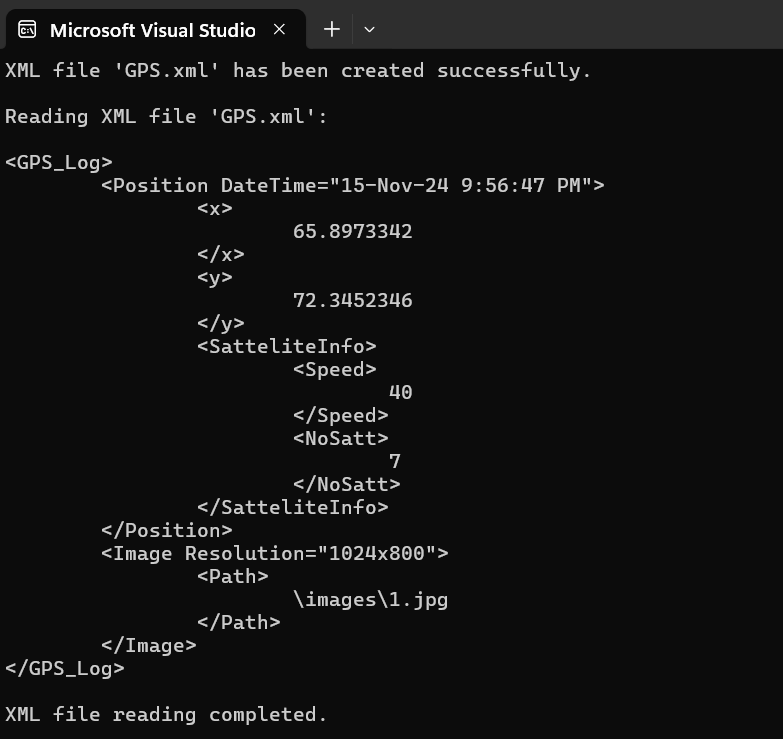 Microsoft Visual Studio
XML file 'GPS.xml' has been created successfully.
Reading XML file 'GPS.xml':
<GPS_Log>
<Position DateTime="15-Nov-24 9:56:47 PM">
<x>
65.8973342
</x>
<y>
72.3452346
</y>
<SatteliteInfo>
<Speed>
40
</Speed>
<NoSatt>
7
</NoSatt>
</SatteliteInfo>
</Position>
<Image Resolution="1024x800">
<Path>
\images\1.jpg
</Path>
</Image>
</GPS_Log>
XML file reading completed.